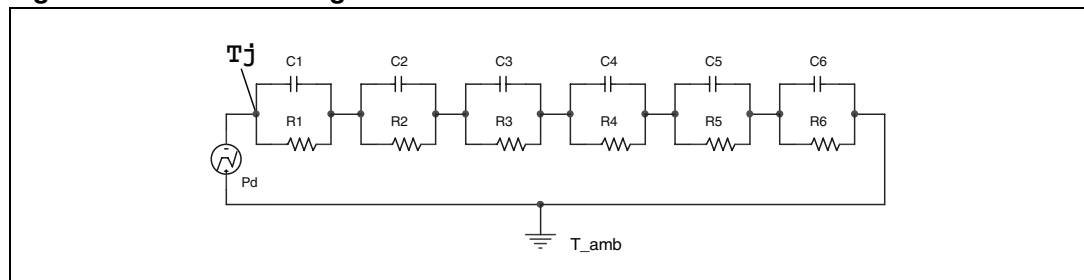 Tj
C1 C2 C3 C4 C5 C6
R1 R2 R3 R4 R5 R6
Pd
T_amb